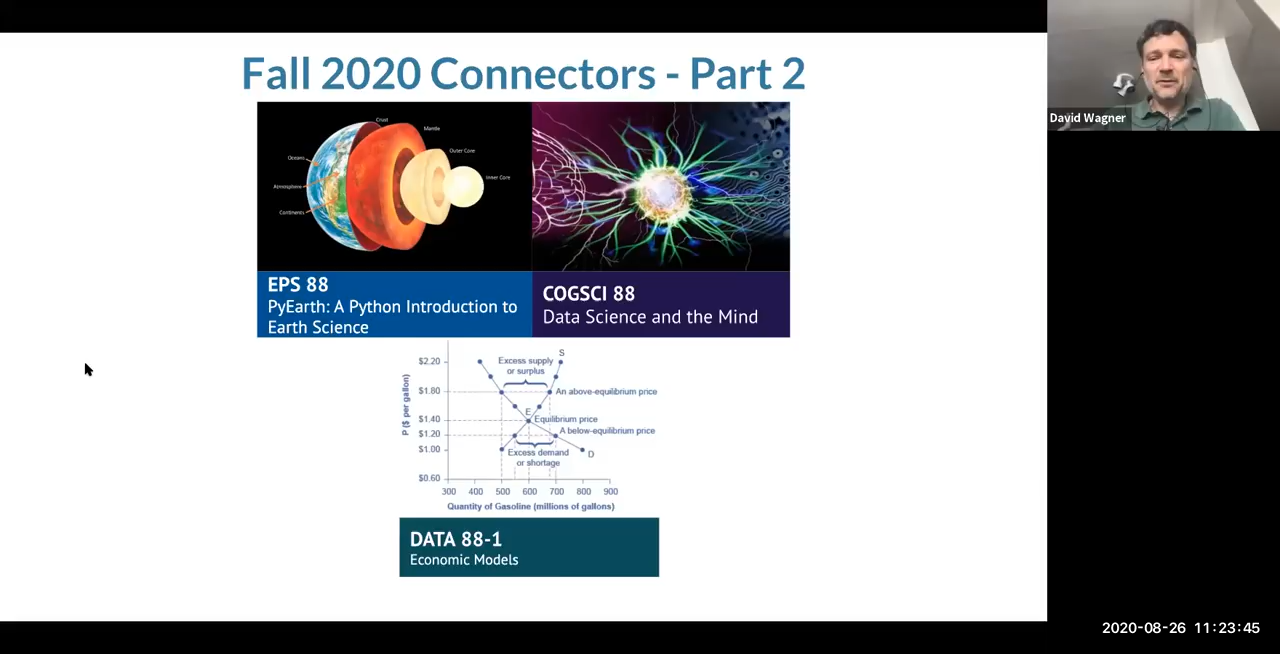 Fall 2020 Connectors - Part 2
Crust
Mantle
Outer Core
Inner Core
Oceans
Atmosphere
Continents
EPS 88
PyEarth: A Python Introduction to
Earth Science
COGSCI 88
Data Science and the Mind
P ($ per gallon)
$2.20
$1.80
$1.40
$1.20
$1.00
$0.60
S
Excess supply
or surplus
An above-equilibrium price
E
Equilibrium price
A below-equilibrium price
Excess demand
or shortage
D
300 400 500 600 700 800 900
Quantity of Gasoline (millions of gallons)
DATA 88-1
Economic Models
David Wagner
2020-08-26 11:23:45